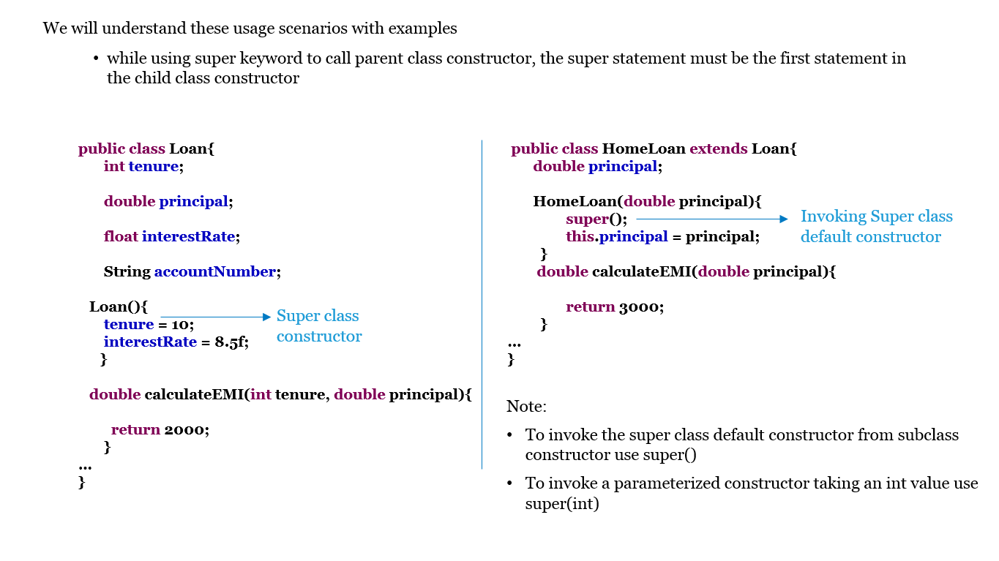 We will understand these usage scenarios with examples
• while using super keyword to call parent class constructor, the super statement must be the first statement in
the child class constructor
public class Loan{
int tenure;
double principal;
float interestRate;
String accountNumber;
Loan(){
tenure = 10;
interestRate = 8.5f;
}
Super class
constructor
double calculateEMI(int tenure, double principal){
return 2000;
}
...
}
public class HomeLoan extends Loan{
double principal;
HomeLoan(double principal){
super();
this.principal = principal;
}
Invoking Super class
default constructor
double calculateEMI(double principal){
return 3000;
}
...
}
Note:
• To invoke the super class default constructor from subclass
constructor use super()
• To invoke a parameterized constructor taking an int value use
super(int)